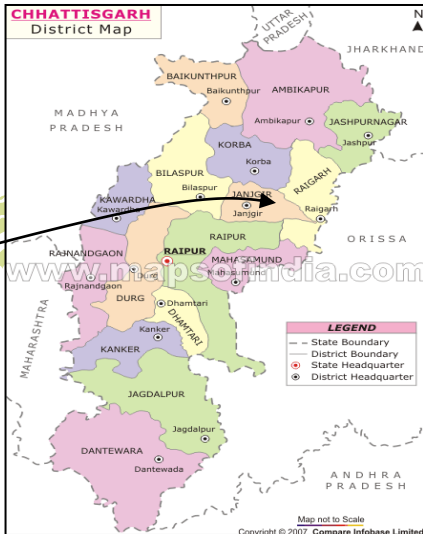 CHHATTISGARH
District Map
UTTAR
PRADESH
N
JHARKHAND
BAIKUNTHPUR
Baikunthpur
AMBIKAPUR
Ambikapur
JASHPURNAGAR
Jashpur
MADHYA
PRADESH
KORBA
Korba
BILASPUR
Bilaspur
RAIGARH
Raigarh
JANJGIR
Janjgir
KAWARDHA
Kawardha
ORISSA
RAIPUR
RAIPUR
RAJNANDGAON
Rajnandgaon
MAHASAMUND
Mahasamund
www.mapsofindia.com
Durg
DURG
Dhamtari
DHAMTARI
MAHARASHTRA
Kanker
KANKER
LEGEND
State Boundary
District Boundary
State Headquarter
District Headquarter
JAGDALPUR
Jagdalpur
DANTEWARA
Dantewada
ANDHRA
PRADESH
Map not to Scale
Copyright © 2007 Compare Infobase Limited